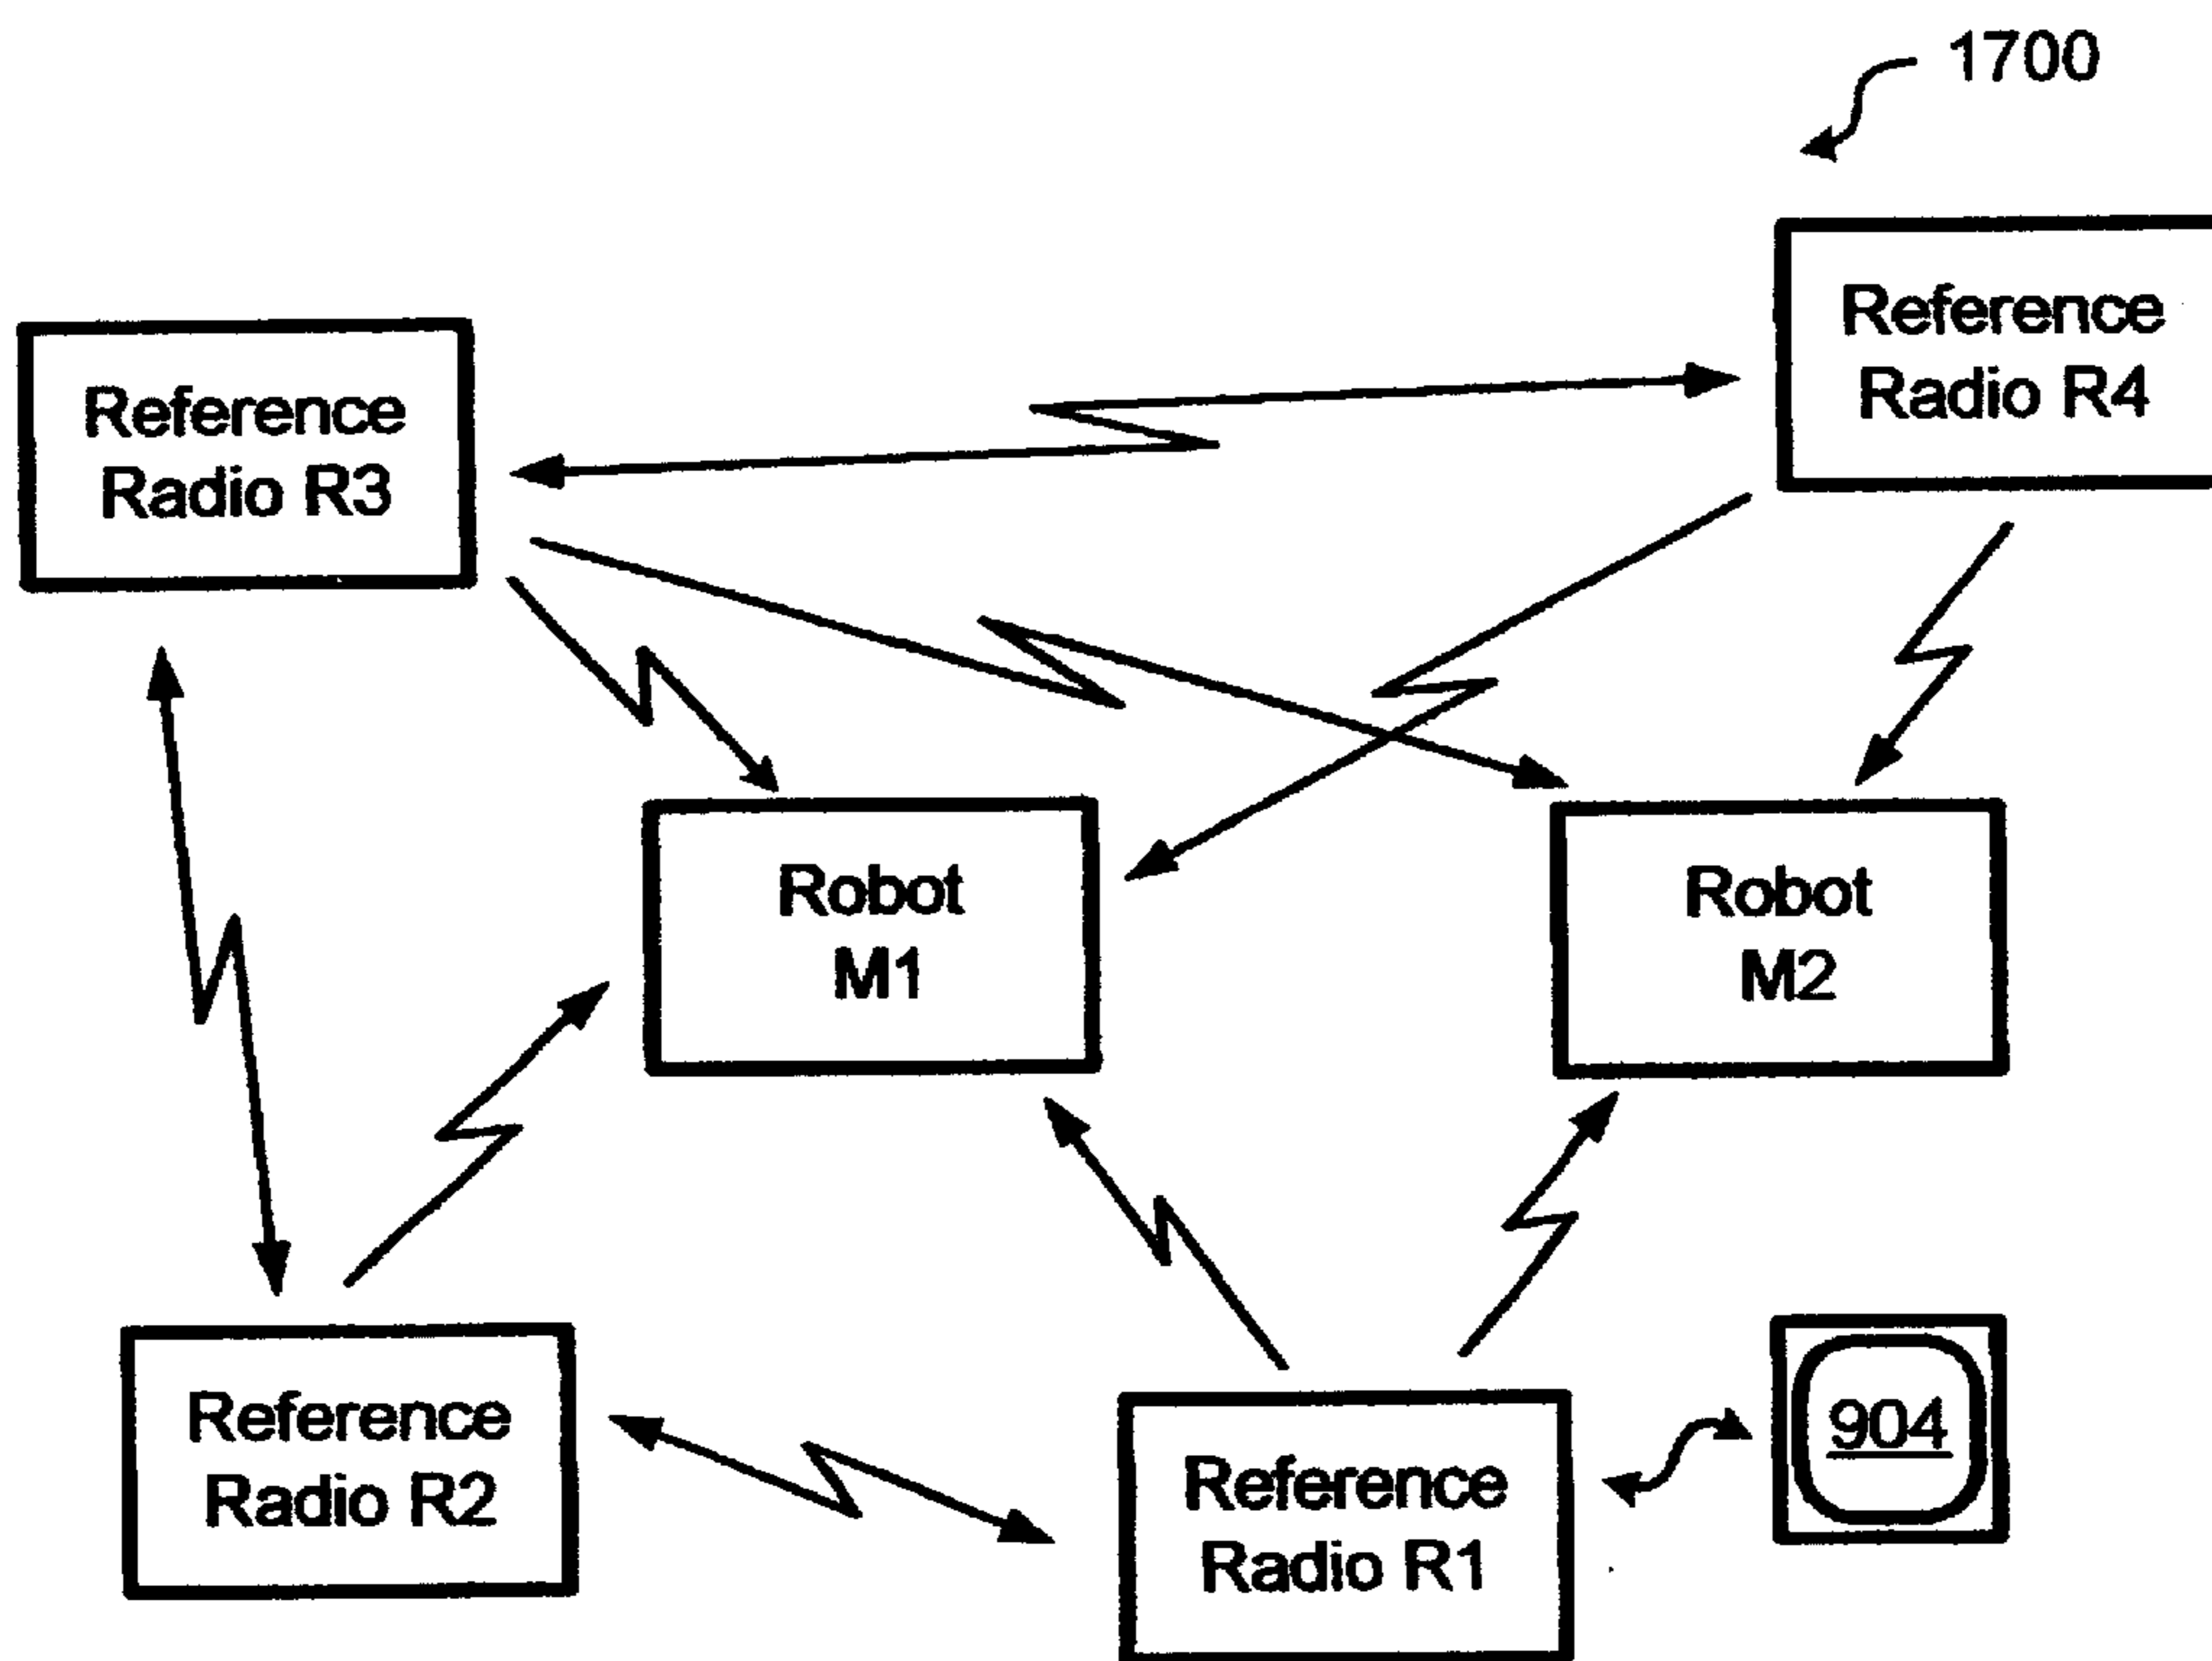 1700
Reference
Radio R4
Reference
Radio R3
Robot
M1
Robot
M2
Reference
Radio R2
Reference
Radio R1
904